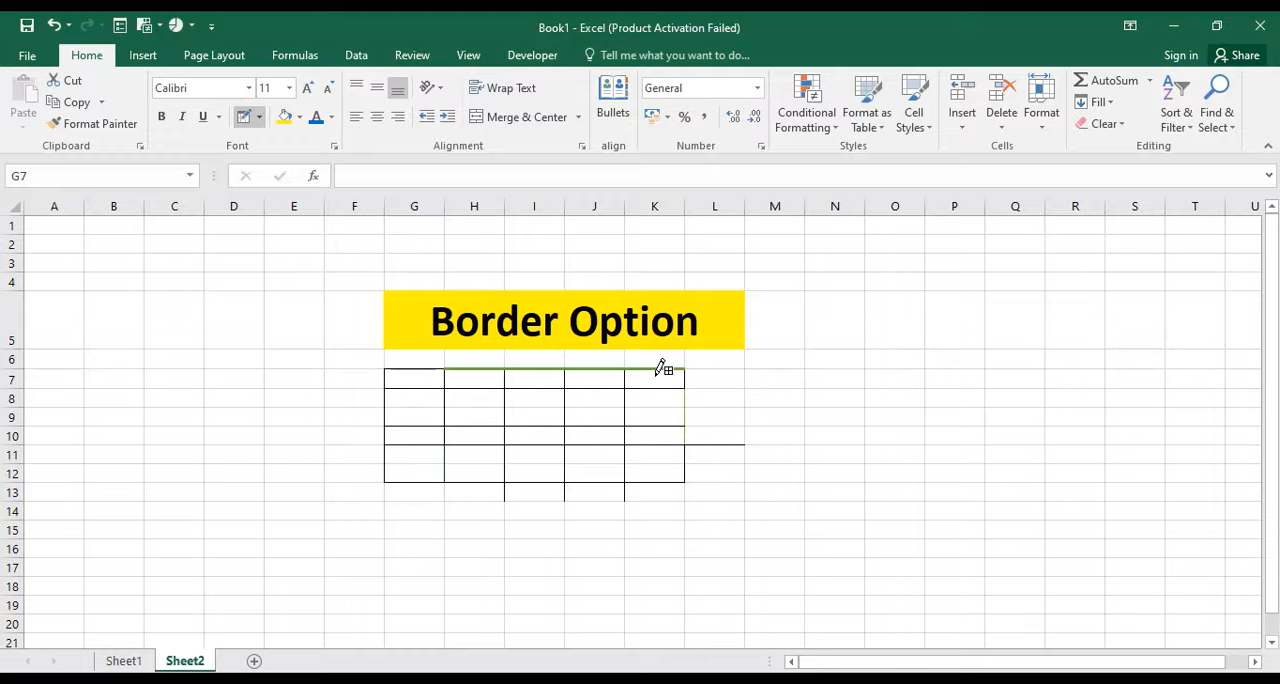 Book1 - Excel (Product Activation Failed)
File Home Insert Page Layout Formulas Data Review View Developer Tell me what you want to do... Sign in Share
Paste Cut Copy Format Painter Clipboard
Calibri 11 B I U A Font
Wrap Text Merge & Center Alignment
Bullets align
General % , Number
Conditional Formatting Format as Table Cell Styles Styles
Insert Delete Format Cells
AutoSum Fill Clear Sort & Filter Find & Select Editing
G7 fx
A B C D E F G H I J K L M N O P Q R S T U
1
2
3
4
Border Option
5
6
7
8
9
10
11
12
13
14
15
16
17
18
19
20
21
Sheet1 Sheet2